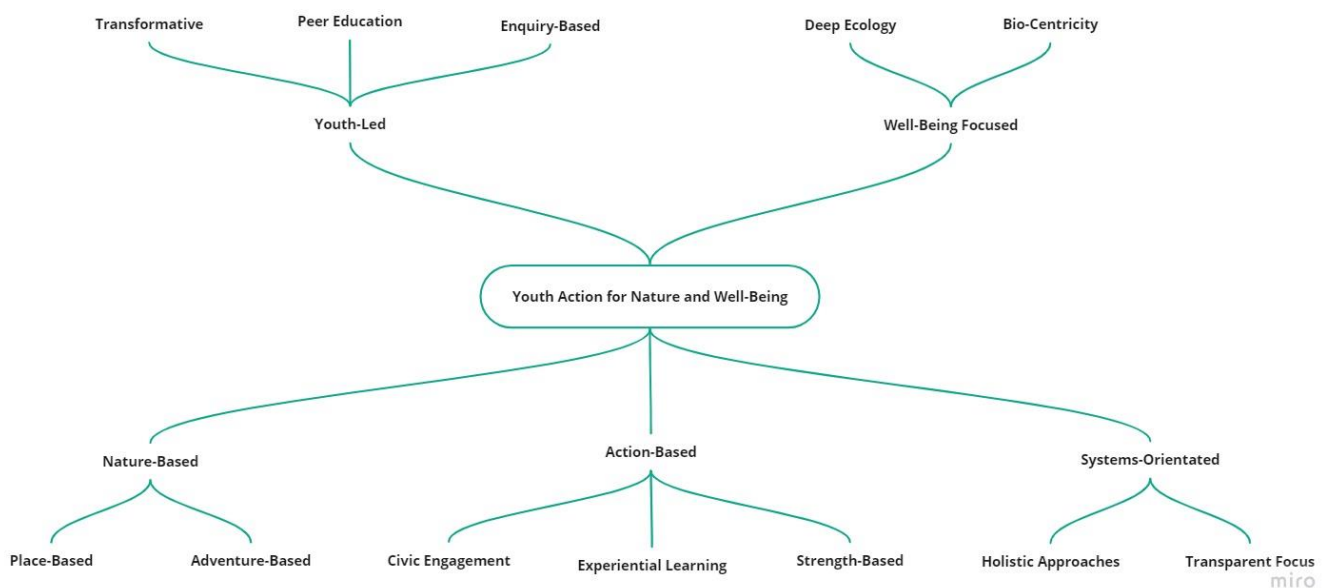 Transformative
Peer Education
Enquiry-Based
Deep Ecology
Bio-Centricity
Youth-Led
Well-Being Focused
Youth Action for Nature and Well-Being
Nature-Based
Action-Based
Systems-Orientated
Place-Based
Adventure-Based
Civic Engagement
Experiential Learning
Strength-Based
Holistic Approaches
Transparent Focus
miro